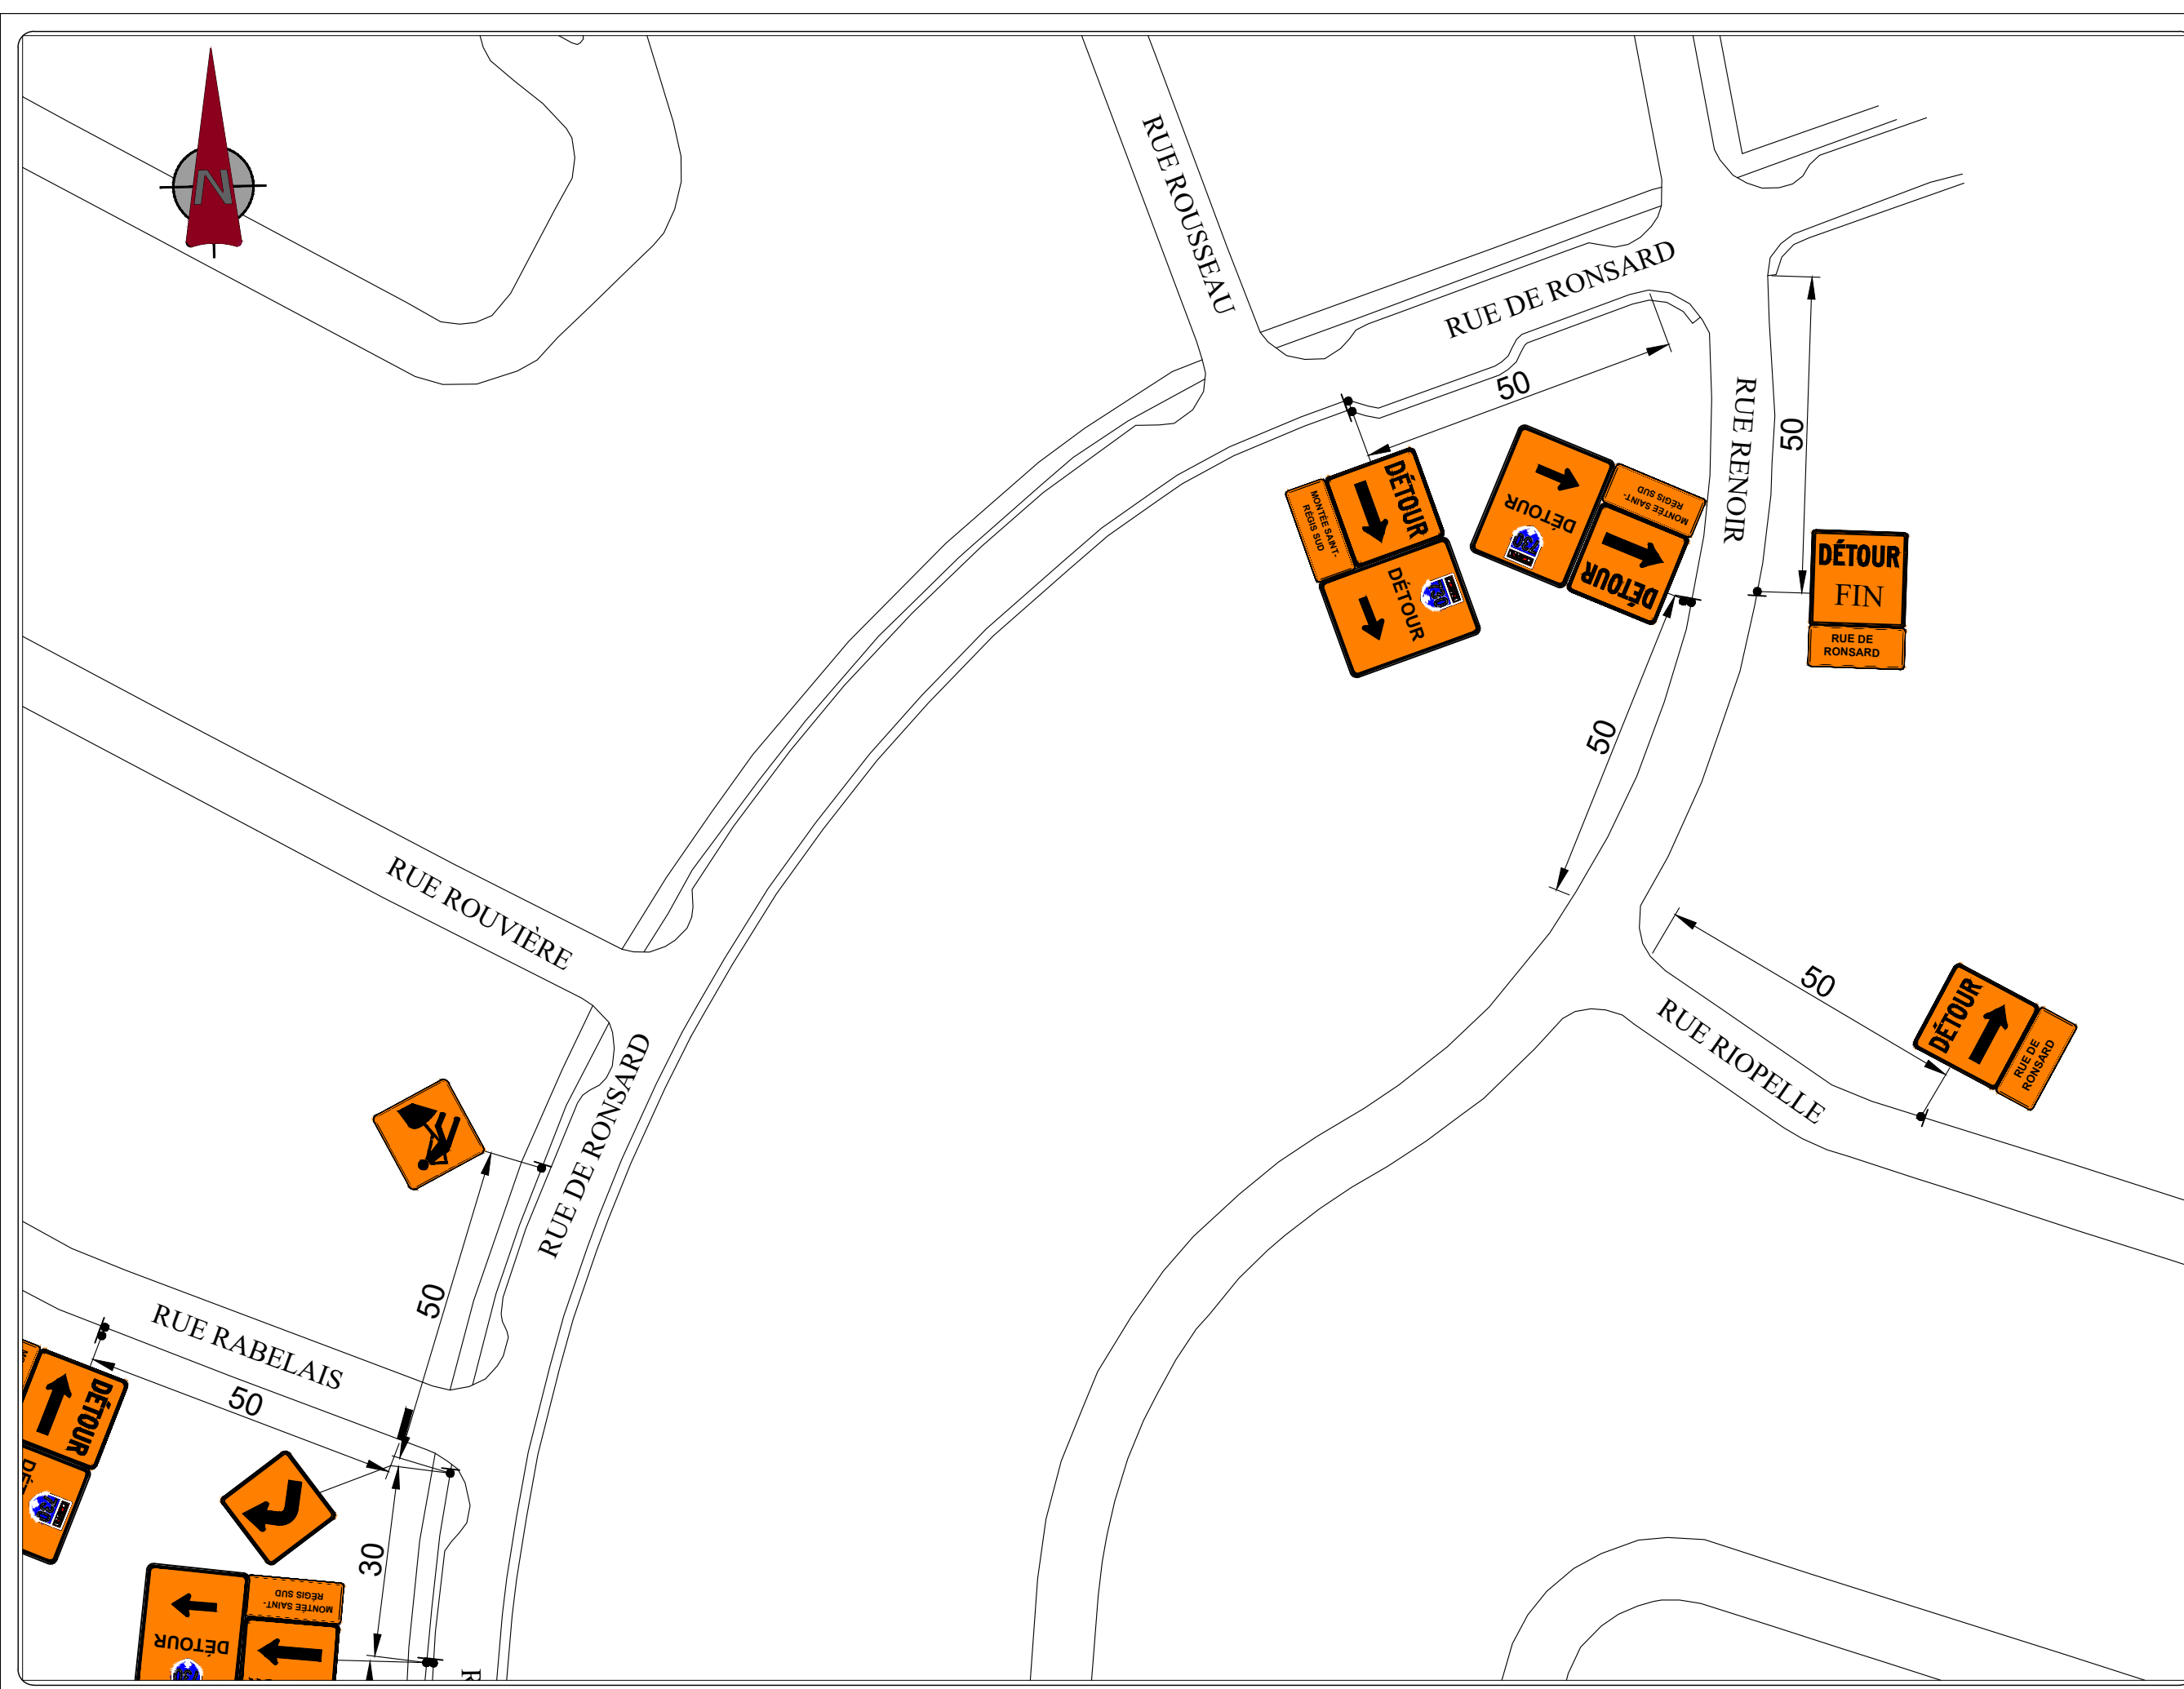 N
RUE ROUSSEAU
RUE DE RONSARD
50
RUE RENOIR
50
DÉTOUR
MONTÉE SAINT-
RÉGIS SUD
DÉTOUR
DÉTOUR
MONTÉE SAINT-
RÉGIS SUD
DÉTOUR
DÉTOUR
FIN
RUE DE
RONSARD
50
RUE ROUVIÈRE
50
DÉTOUR
RUE DE
RONSARD
RUE RIOPELLE
RUE DE RONSARD
50
RUE RABELAIS
50
DÉTOUR
30
MONTÉE SAINT-
RÉGIS SUD
DÉTOUR
R